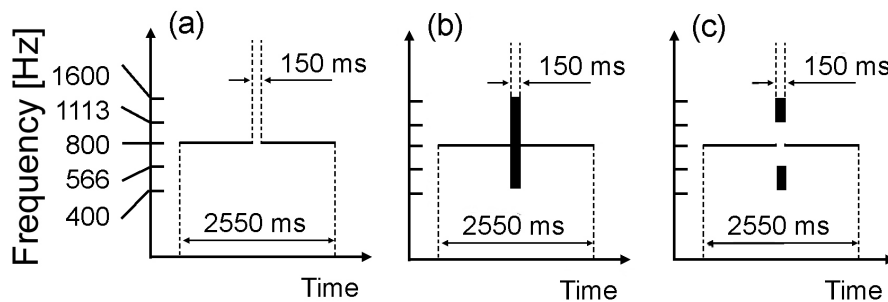 (a)
(b)
(c)
Frequency [Hz]
1600
1113
800
566
400
150 ms
150 ms
150 ms
2550 ms
2550 ms
2550 ms
Time
Time
Time